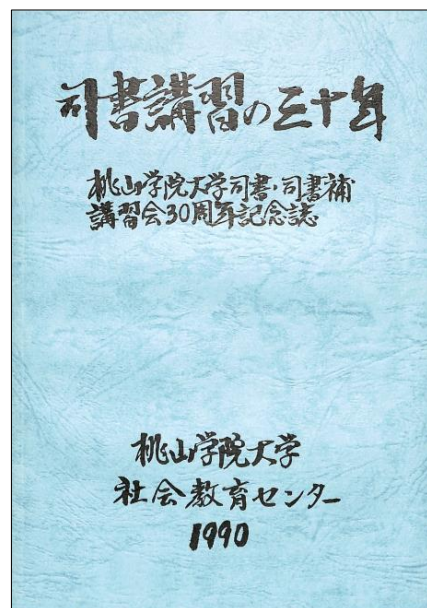 司書講習の三十年
桃山学院大学司書・司書補
講習会30周年記念誌
桃山学院大学
社会教育センター
1990